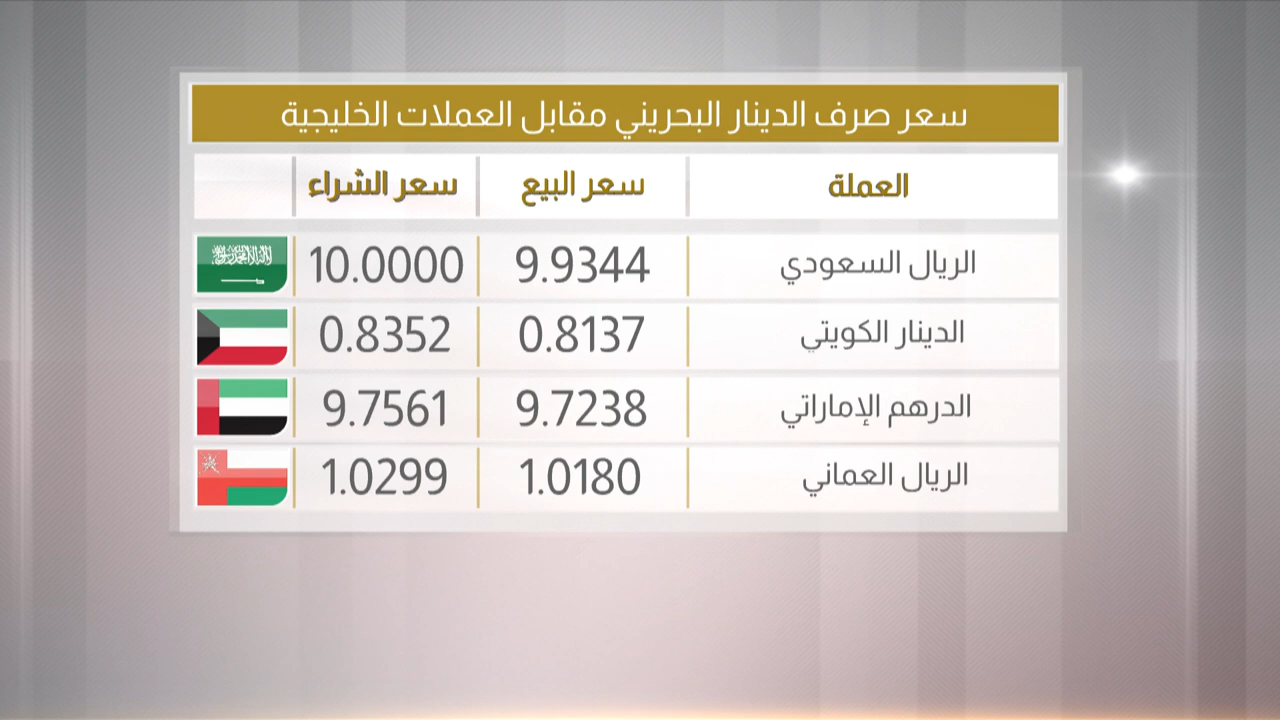 سعر صرف الدينار البحريني مقابل العملات الخليجية
العملة سعر البيع سعر الشراء
الريال السعودي 9.9344 10.0000
الدينار الكويتي 0.8137 0.8352
الدرهم الإماراتي 9.7238 9.7561
الريال العماني 1.0180 1.0299